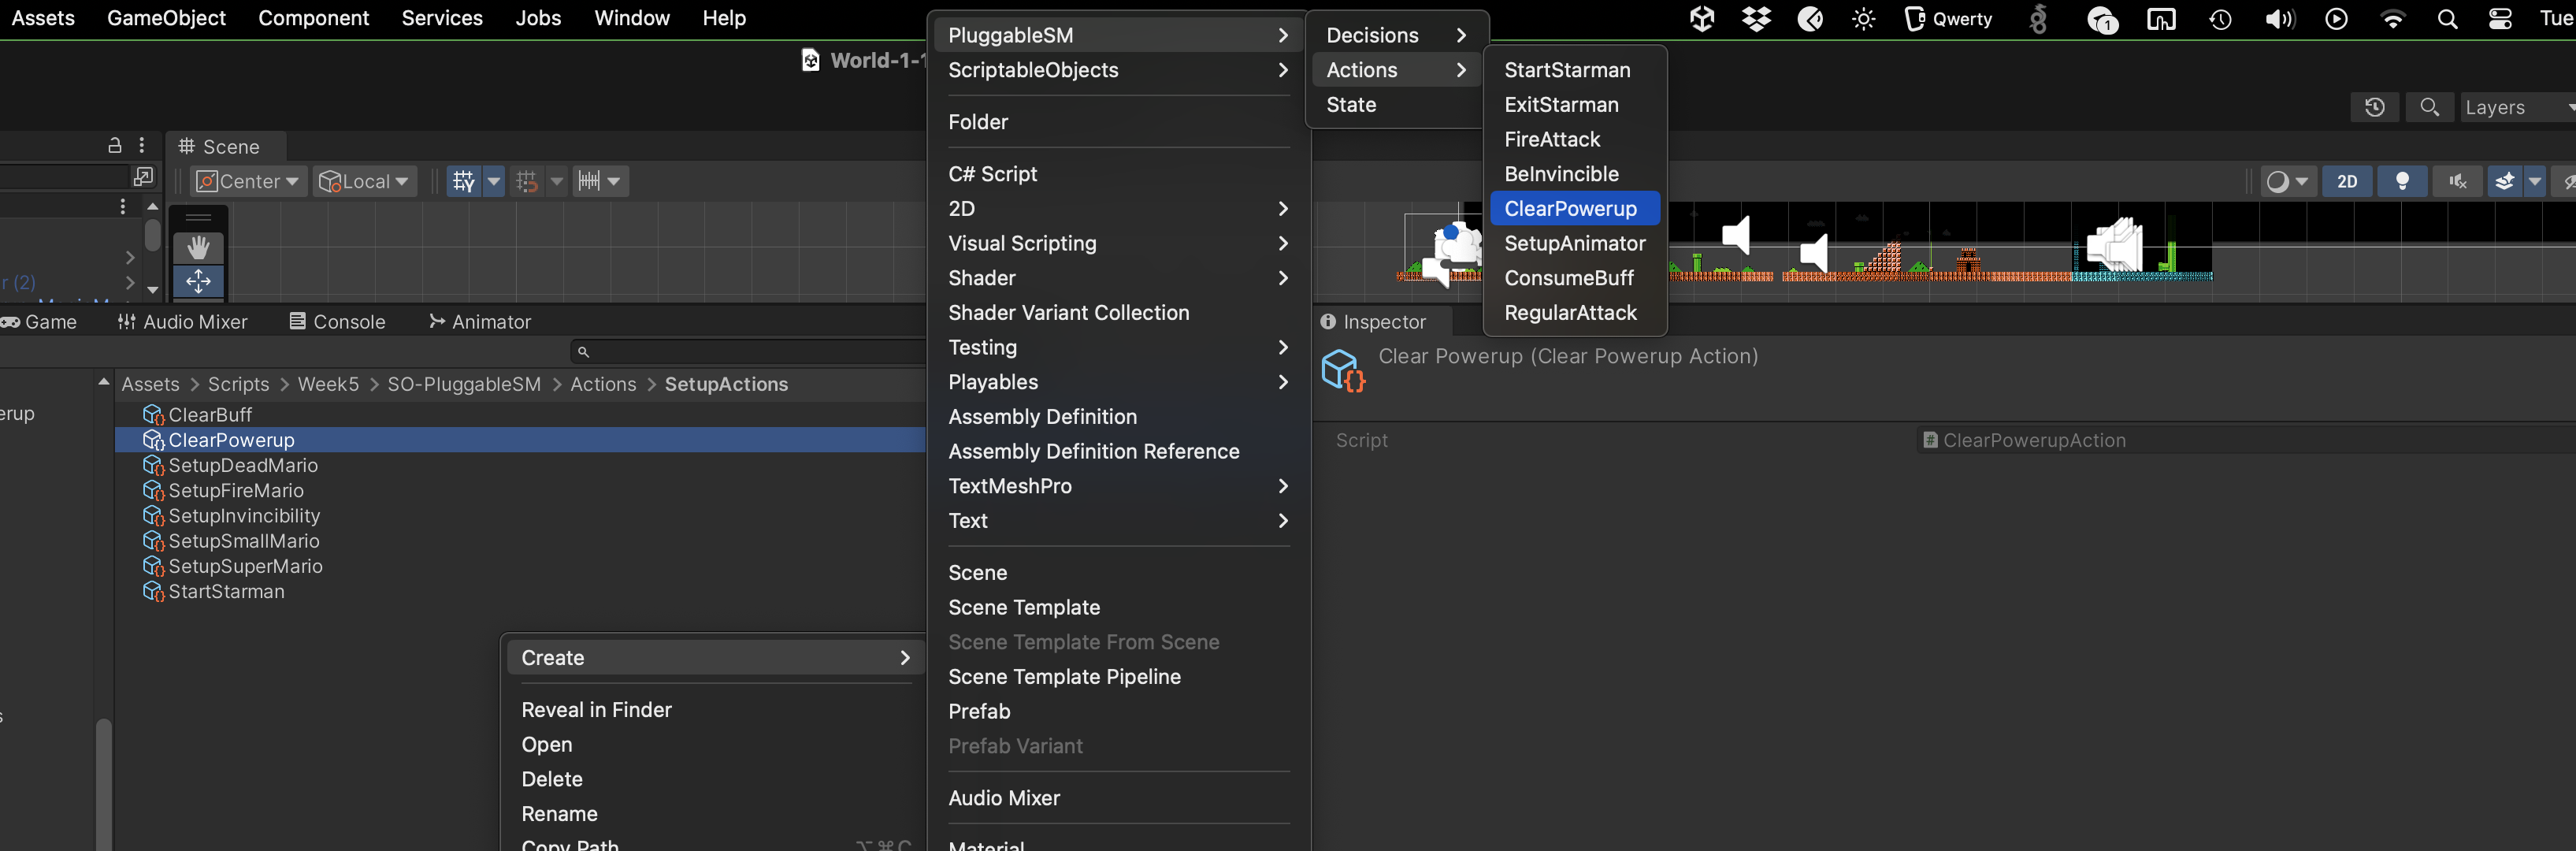 Assets GameObject Component Services Jobs Window Help
1 Qwerty Tue
World-1-1
Layers
Scene
Center Local 2D
r (2)
Game Audio Mixer Console Animator
Assets > Scripts > Week5 > SO-PluggableSM > Actions > SetupActions
erup
ClearBuff
ClearPowerup
SetupDeadMario
SetupFireMario
SetupInvincibility
SetupSmallMario
SetupSuperMario
StartStarman
s
Create
Reveal in Finder
Open
Delete
Rename
Copy Path ⌥⌘C
PluggableSM
ScriptableObjects
Folder
C# Script
2D
Visual Scripting
Shader
Shader Variant Collection
Testing
Playables
Assembly Definition
Assembly Definition Reference
TextMeshPro
Text
Scene
Scene Template
Scene Template From Scene
Scene Template Pipeline
Prefab
Prefab Variant
Audio Mixer
Material
Decisions
Actions
State
StartStarman
ExitStarman
FireAttack
BeInvincible
ClearPowerup
SetupAnimator
ConsumeBuff
RegularAttack
Inspector
Clear Powerup (Clear Powerup Action)
Script ClearPowerupAction